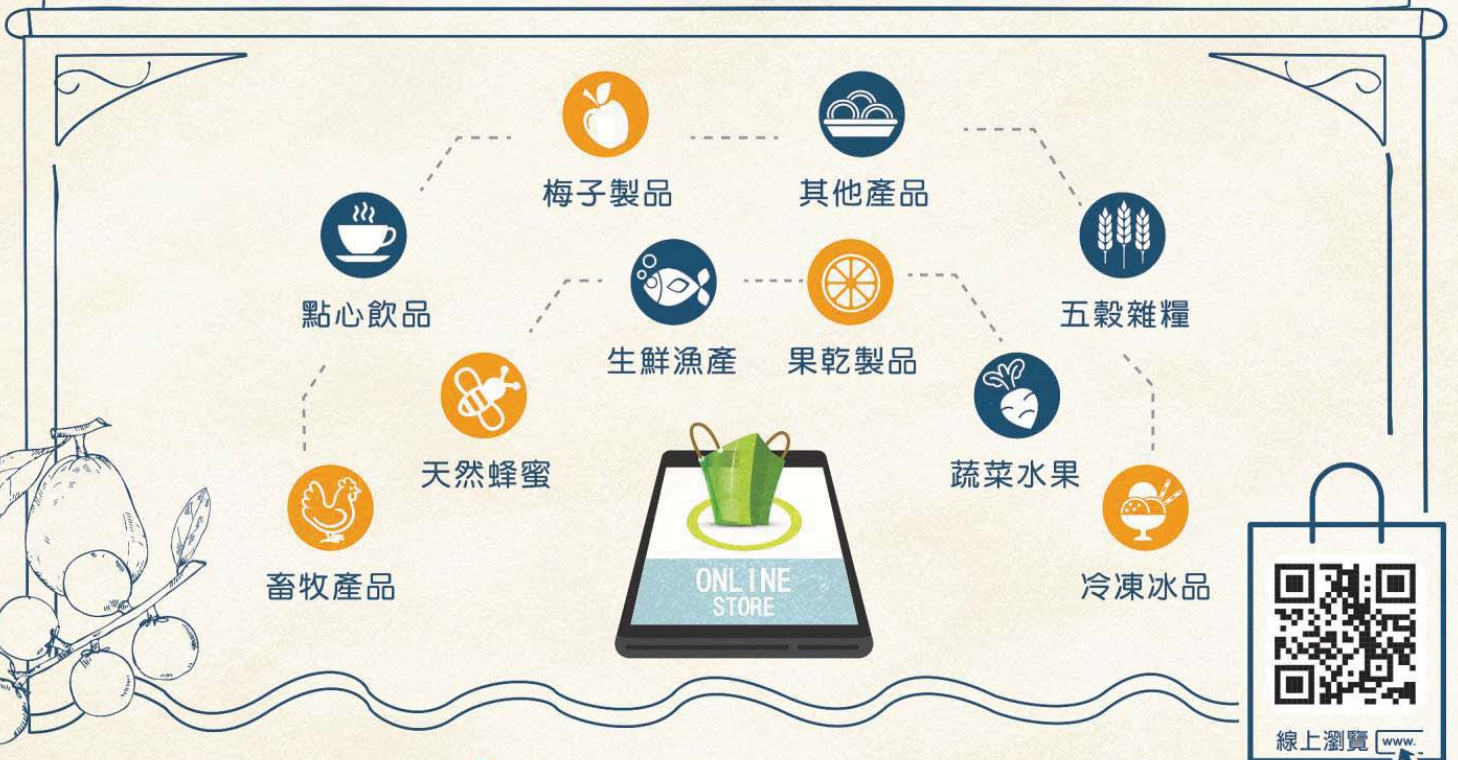 梅子製品
其他產品
點心飲品
五穀雜糧
生鮮漁產
果乾製品
天然蜂蜜
蔬菜水果
畜牧產品
冷凍冰品
ONLINE
STORE
線上瀏覽 www.